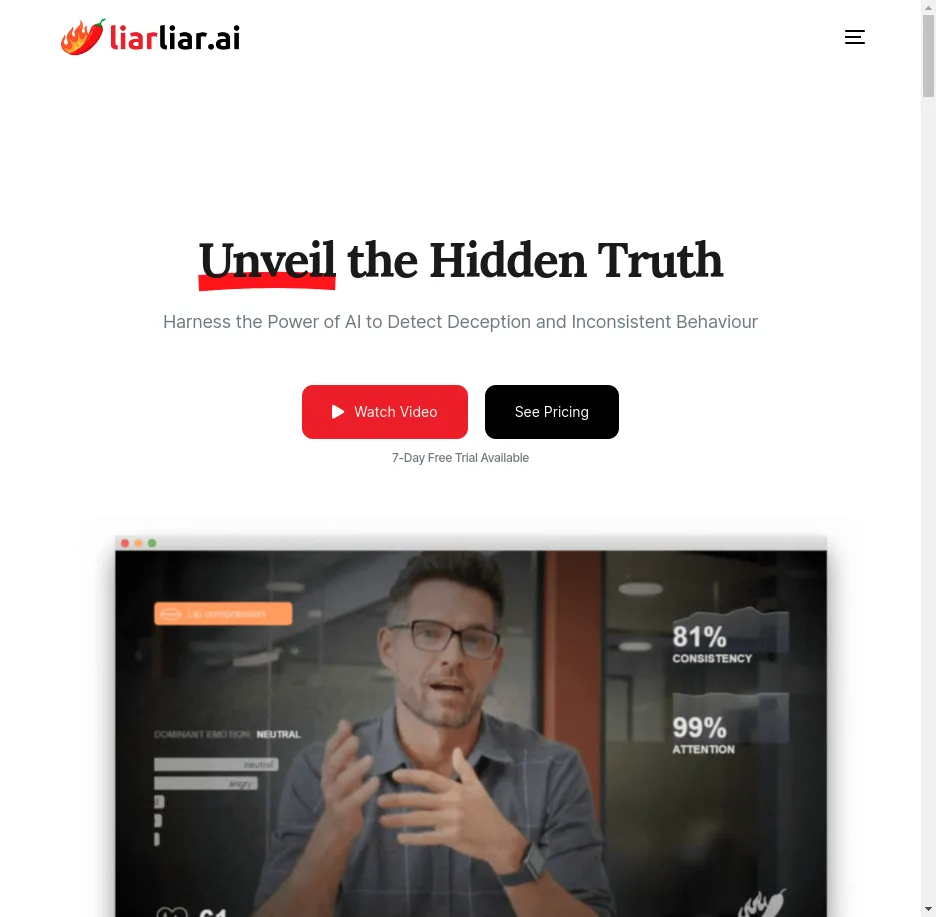 liarliar.ai
Unveil the Hidden Truth
Harness the Power of AI to Detect Deception and Inconsistent Behaviour
Watch Video
See Pricing
7-Day Free Trial Available
Lip compression
81%
CONSISTENCY
99%
ATTENTION
DOMINANT EMOTION: NEUTRAL
neutral
angry
61